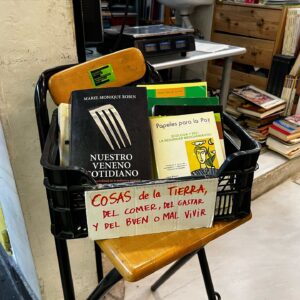 MARIE-MONIQUE ROBIN
NUESTRO
VENENO
COTIDIANO
Papeles para la Paz
COSAS de la TIERRA,
DEL COMER, DEL GASTAR
Y DEL BUEN O MAL VIVIR